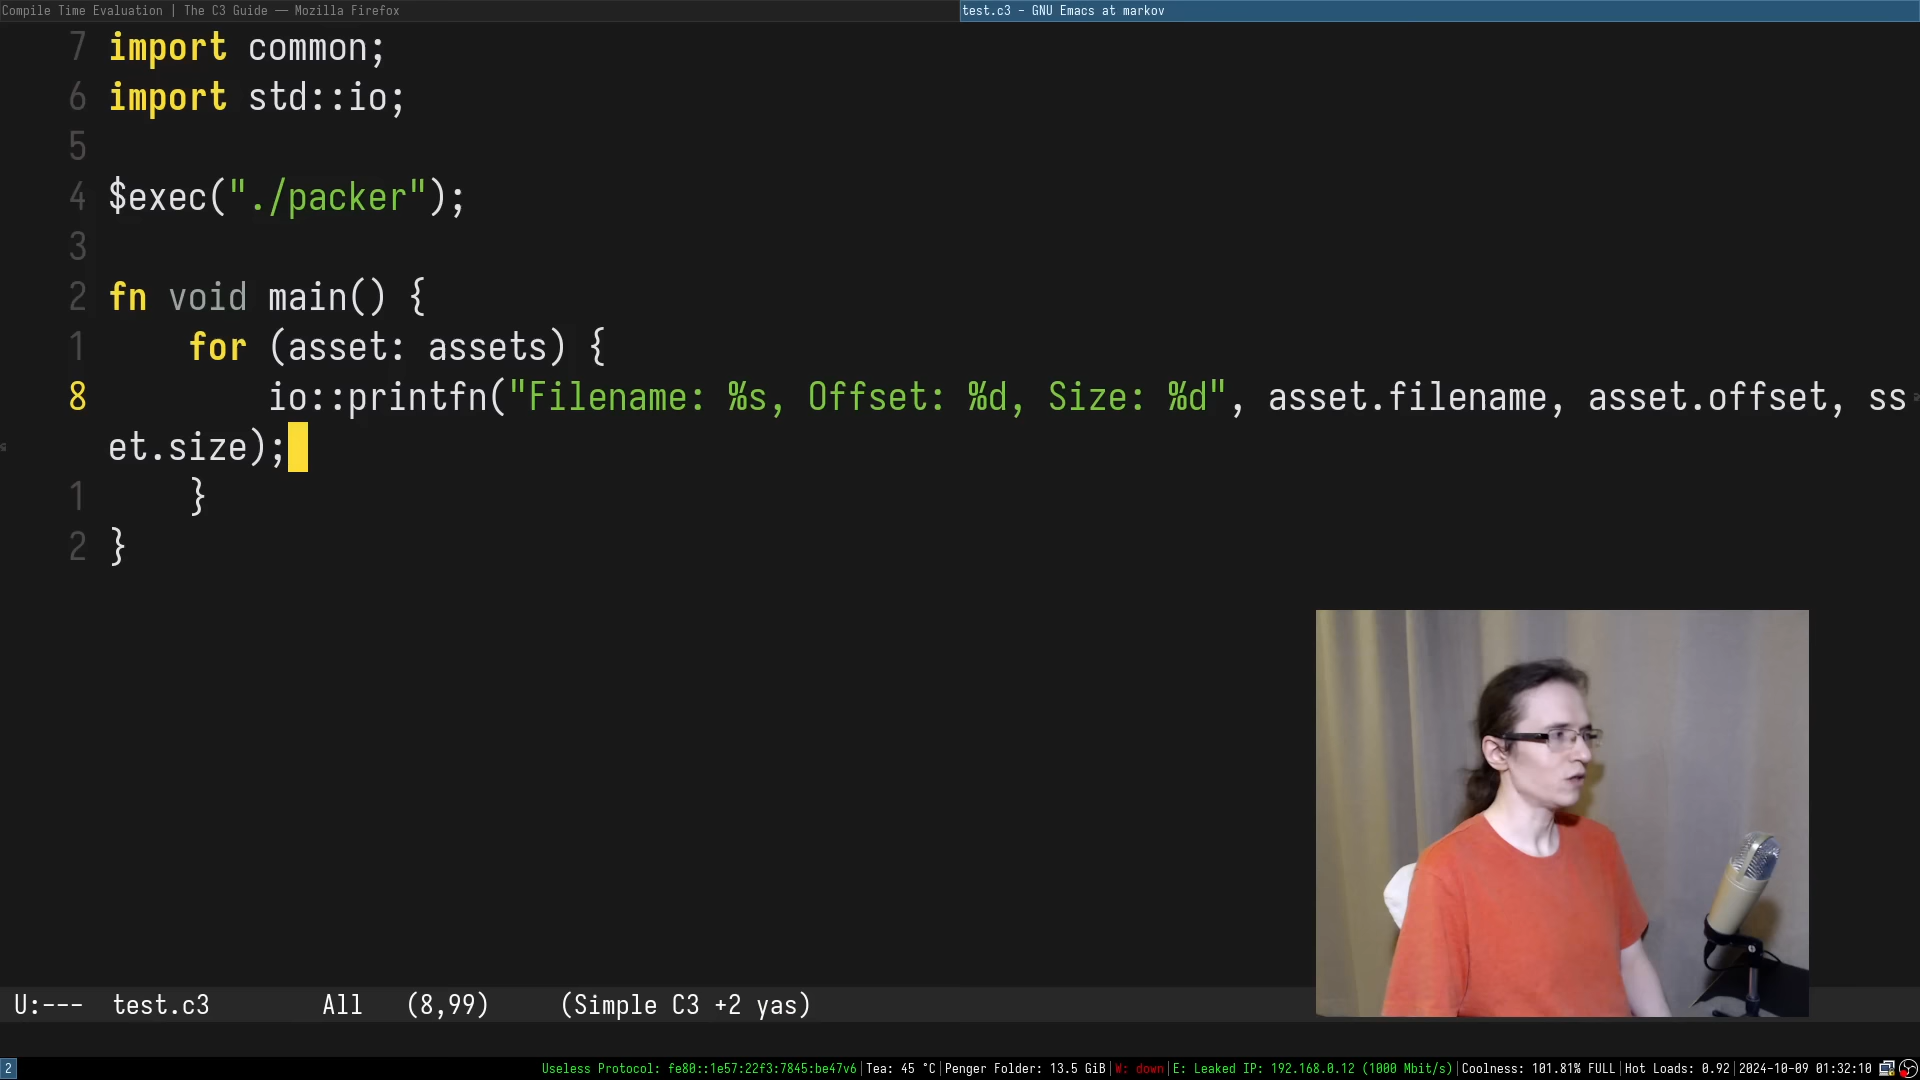 Compile Time Evaluation | The C3 Guide — Mozilla Firefox
test.c3 - GNU Emacs at markov
7 import common;
6 import std::io;
5
4 $exec("./packer");
3
2 fn void main() {
1     for (asset: assets) {
8         io::printfn("Filename: %s, Offset: %d, Size: %d", asset.filename, asset.offset, ss
et.size);
1     }
2 }
U:--- test.c3 All (8,99) (Simple C3 +2 yas)
2 Useless Protocol: fe80::1e57:22f3:7845:be47v6|Tea: 45 °C|Penger Folder: 13.5 GiB|W: down|E: Leaked IP: 192.168.0.12 (1000 Mbit/s)|Coolness: 101.81% FULL|Hot Loads: 0.92|2024-10-09 01:32:10